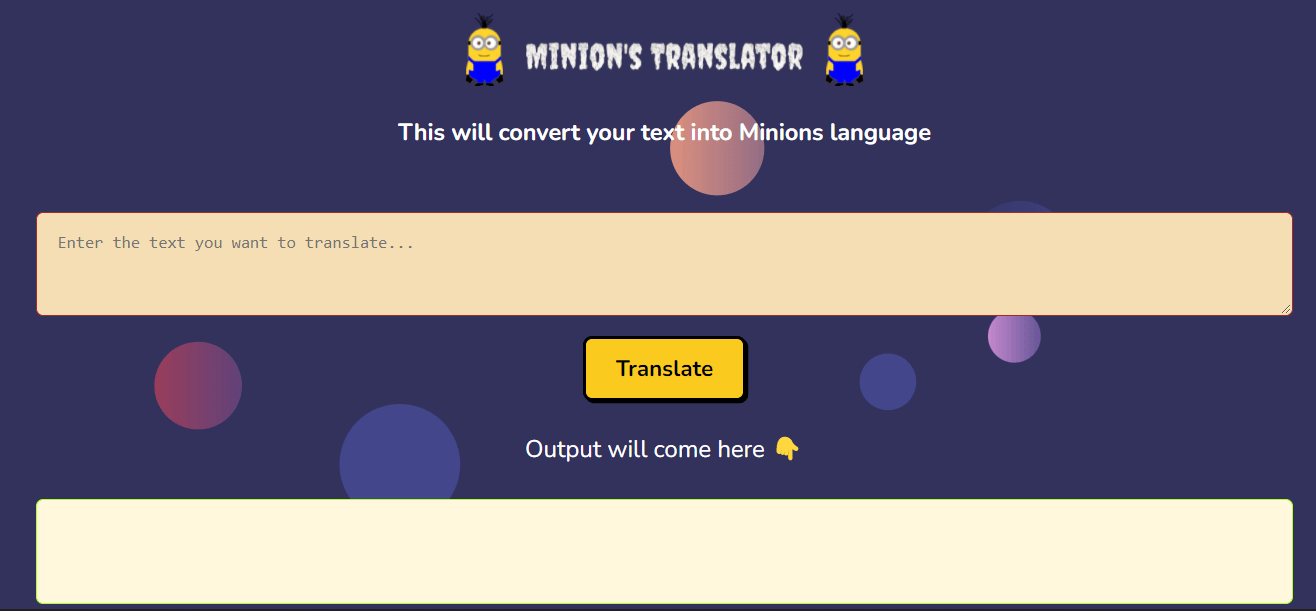 MINION'S TRANSLATOR
This will convert your text into Minions language
Enter the text you want to translate...
Translate
Output will come here 👇